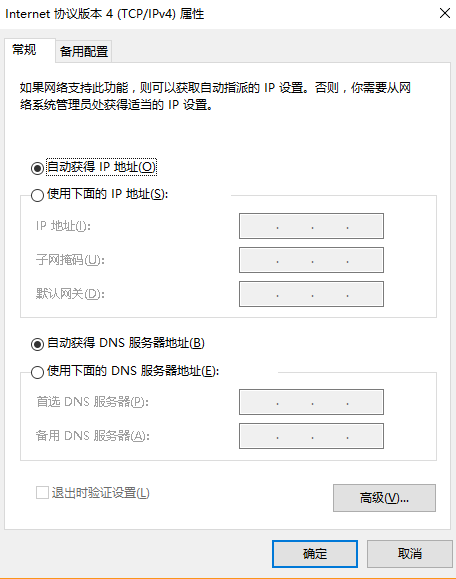 Internet 协议版本 4 (TCP/IPv4) 属性
常规
备用配置
如果网络支持此功能，则可以获取自动指派的 IP 设置。否则，你需要从网
络系统管理员处获得适当的 IP 设置。
自动获得 IP 地址(O)
使用下面的 IP 地址(S):
IP 地址(I):
子网掩码(U):
默认网关(D):
自动获得 DNS 服务器地址(B)
使用下面的 DNS 服务器地址(E):
首选 DNS 服务器(P):
备用 DNS 服务器(A):
退出时验证设置(L)
高级(V)...
确定
取消